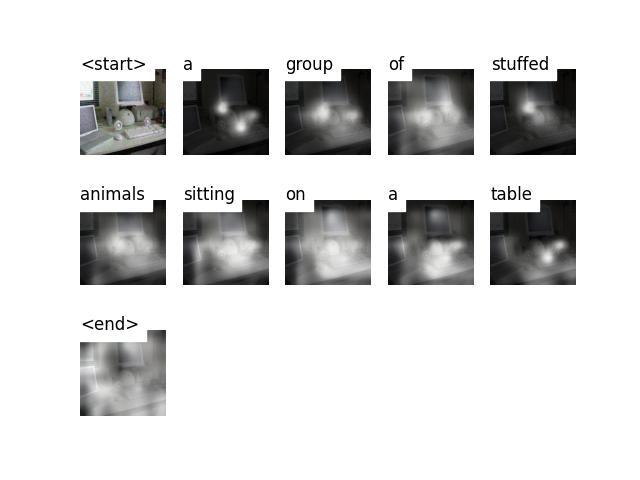 <start> a group of stuffed
animals sitting on a table
<end>